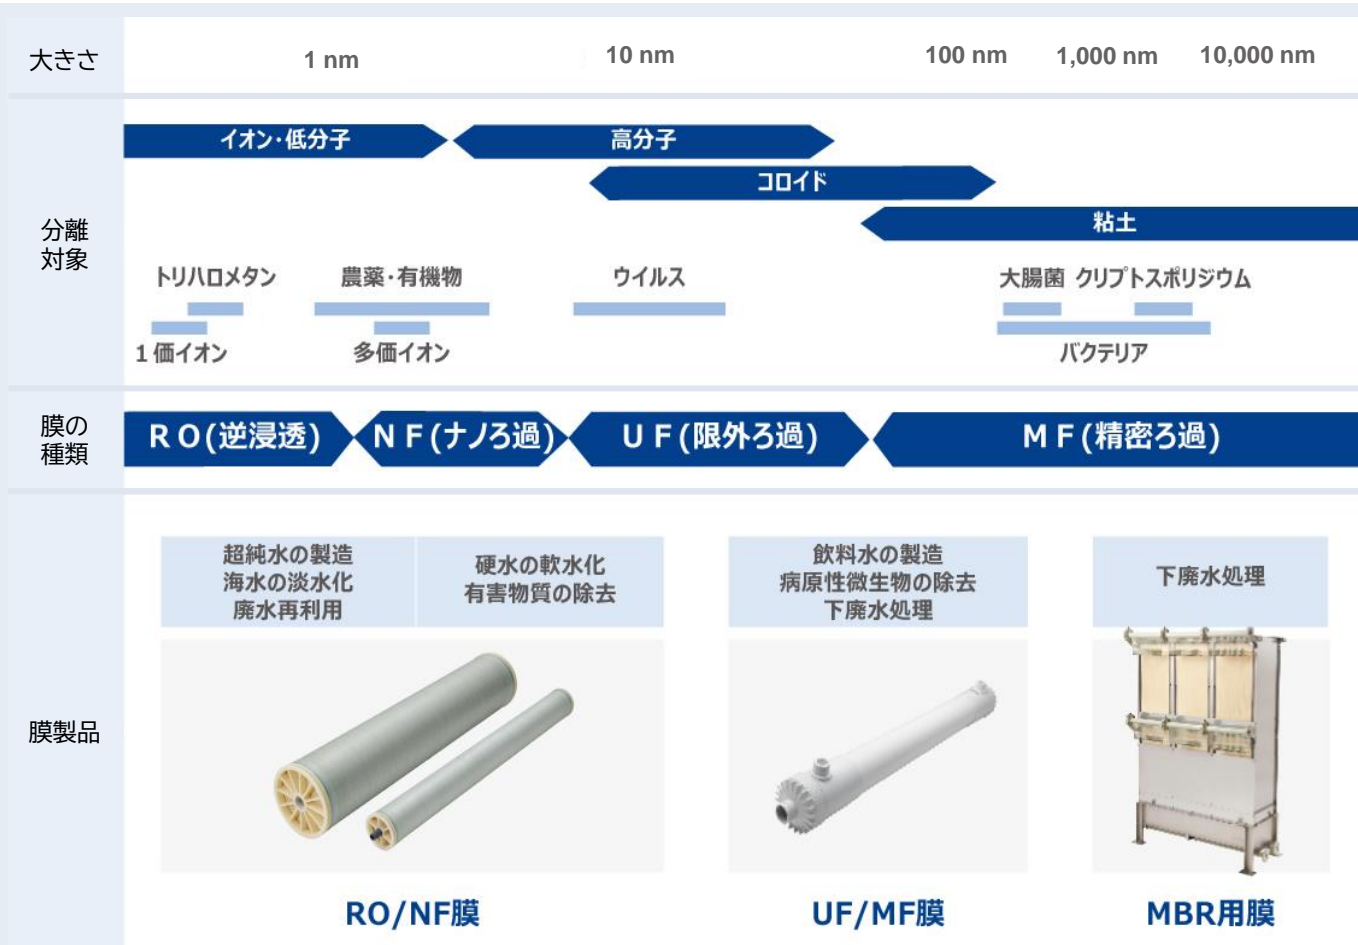 大きさ
1 nm
10 nm
100 nm
1,000 nm
10,000 nm
分離
対象
イオン・低分子
高分子
コロイド
粘土
トリハロメタン
農薬・有機物
ウイルス
大腸菌
クリプトスポリジウム
1価イオン
多価イオン
バクテリア
膜の
種類
RO(逆浸透)
NF(ナノろ過)
UF(限外ろ過)
MF(精密ろ過)
膜製品
超純水の製造
海水の淡水化
廃水再利用
硬水の軟水化
有害物質の除去
飲料水の製造
病原性微生物の除去
下廃水処理
下廃水処理
RO/NF膜
UF/MF膜
MBR用膜